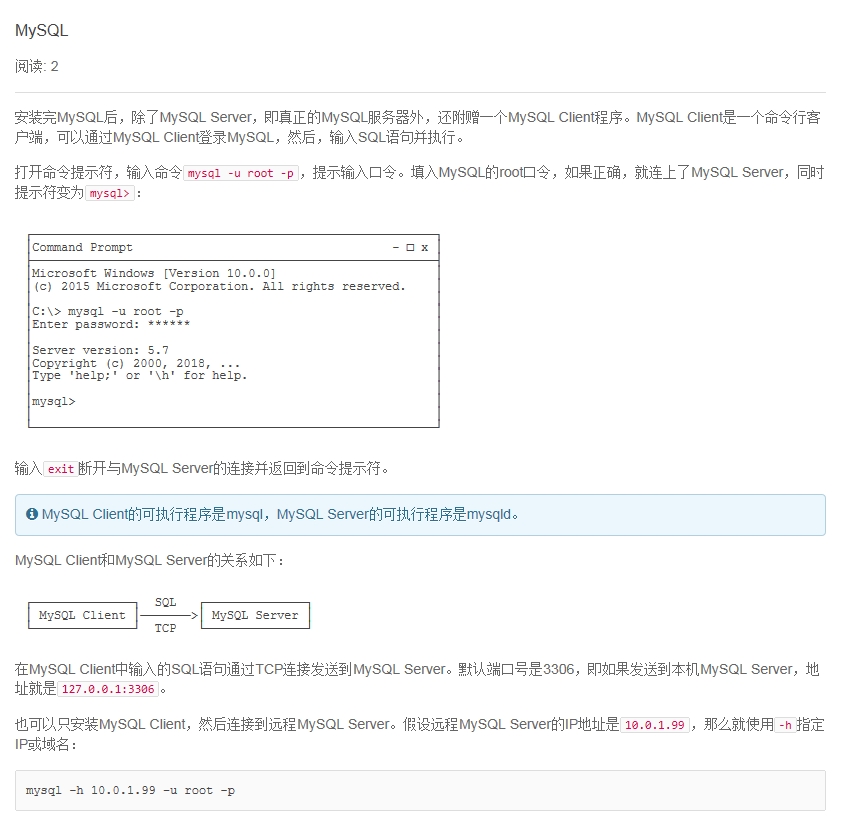 MySQL
阅读: 2
安装完MySQL后，除了MySQL Server，即真正的MySQL服务器外，还附赠一个MySQL Client程序。MySQL Client是一个命令行客
户端，可以通过MySQL Client登录MySQL，然后，输入SQL语句并执行。
打开命令提示符，输入命令mysql -u root -p，提示输入口令。填入MySQL的root口令，如果正确，就连上了MySQL Server，同时
提示符变为mysql>：
Command Prompt - □ x
Microsoft Windows [Version 10.0.0]
(c) 2015 Microsoft Corporation. All rights reserved.
C:\> mysql -u root -p
Enter password: ******
Server version: 5.7
Copyright (c) 2000, 2018, ...
Type 'help;' or '\h' for help.
mysql>
输入exit断开与MySQL Server的连接并返回到命令提示符。
MySQL Client的可执行程序是mysql，MySQL Server的可执行程序是mysqld。
MySQL Client和MySQL Server的关系如下：
SQL
MySQL Client ───────> MySQL Server
TCP
在MySQL Client中输入的SQL语句通过TCP连接发送到MySQL Server。默认端口号是3306，即如果发送到本机MySQL Server，地
址就是127.0.0.1:3306。
也可以只安装MySQL Client，然后连接到远程MySQL Server。假设远程MySQL Server的IP地址是10.0.1.99，那么就使用-h指定
IP或域名：
mysql -h 10.0.1.99 -u root -p